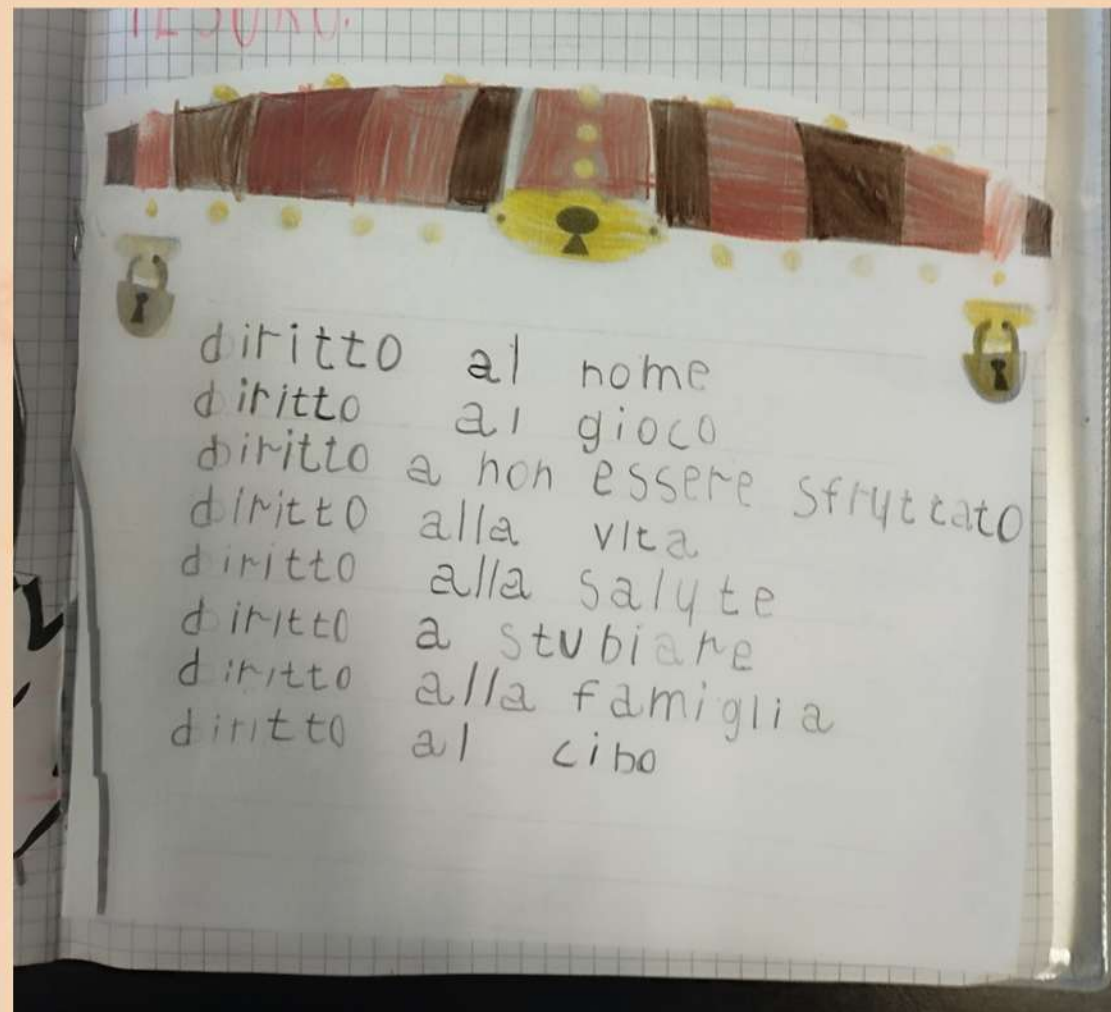 TESORO.
diritto al nome
diritto al gioco
diritto a non essere sfruttato
diritto alla vita
diritto alla salute
diritto a stubiare
diritto alla famiglia
diritto al cibo